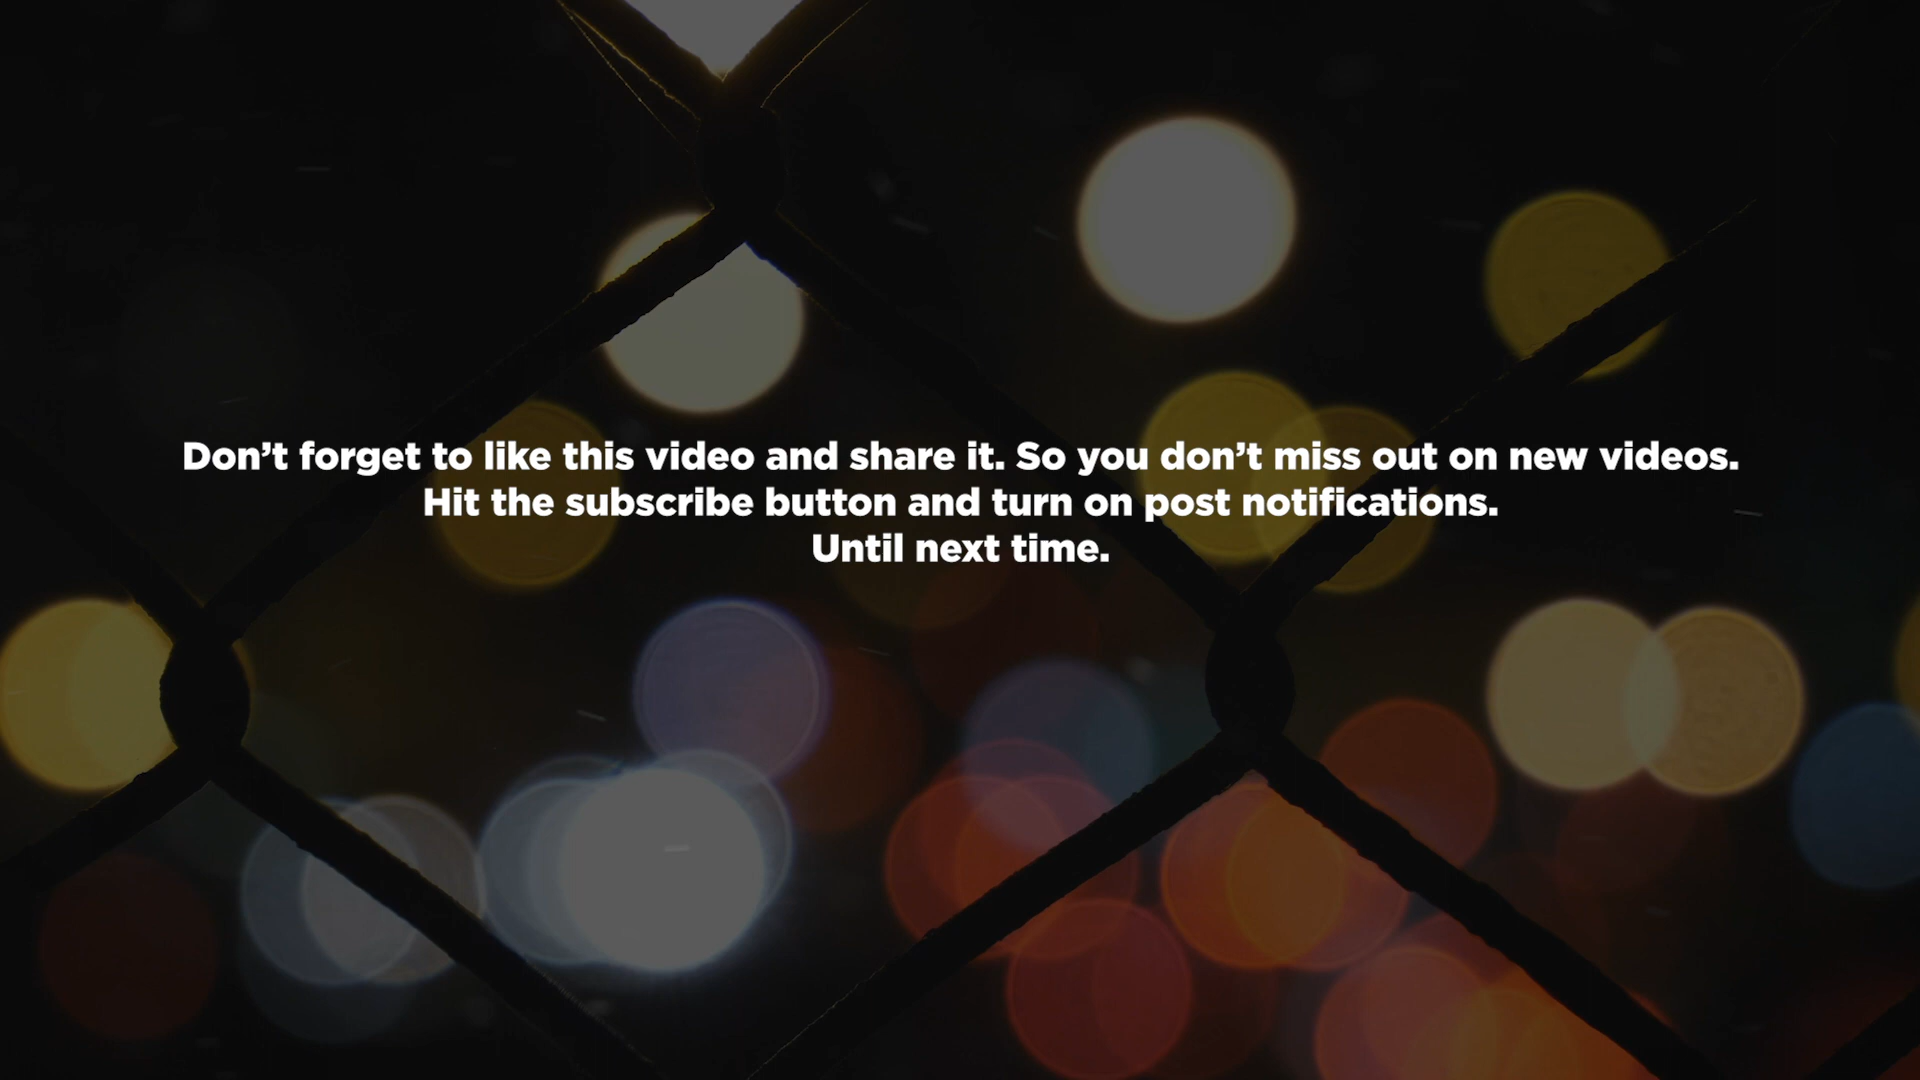 Don’t forget to like this video and share it. So you don’t miss out on new videos.
Hit the subscribe button and turn on post notifications.
Until next time.